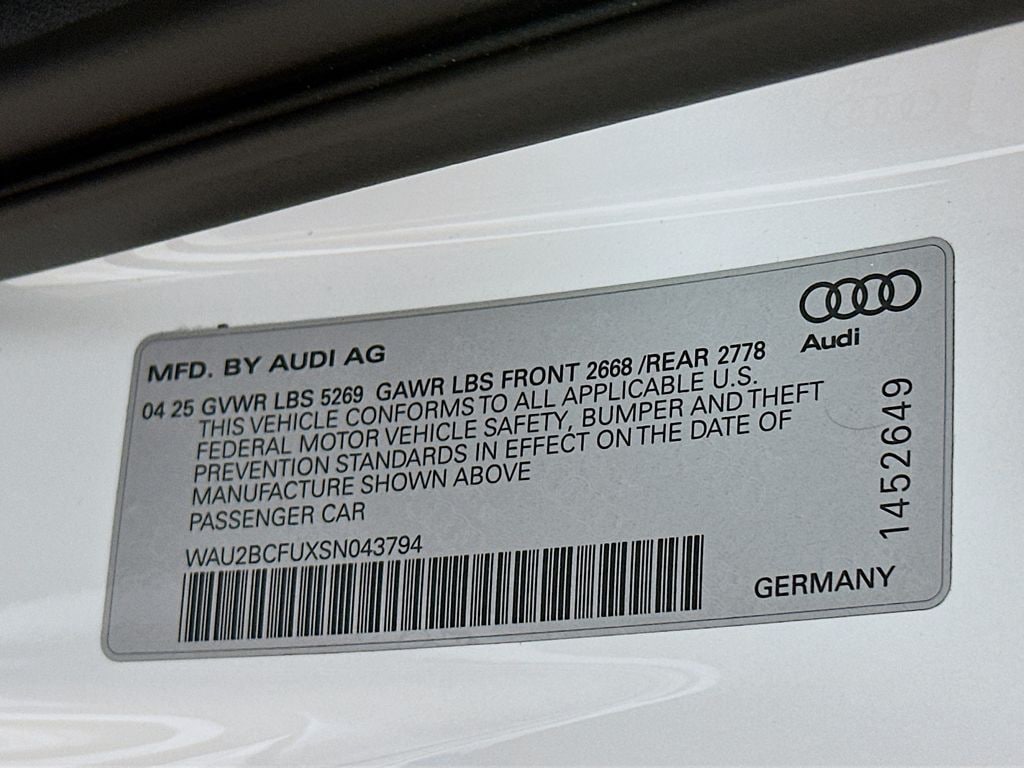 Audi
MFD. BY AUDI AG
04 25 GVWR LBS 5269 GAWR LBS FRONT 2668 /REAR 2778
THIS VEHICLE CONFORMS TO ALL APPLICABLE U.S.
FEDERAL MOTOR VEHICLE SAFETY, BUMPER AND THEFT
PREVENTION STANDARDS IN EFFECT ON THE DATE OF
MANUFACTURE SHOWN ABOVE
PASSENGER CAR
WAU2BCFUXSN043794
GERMANY
1452649